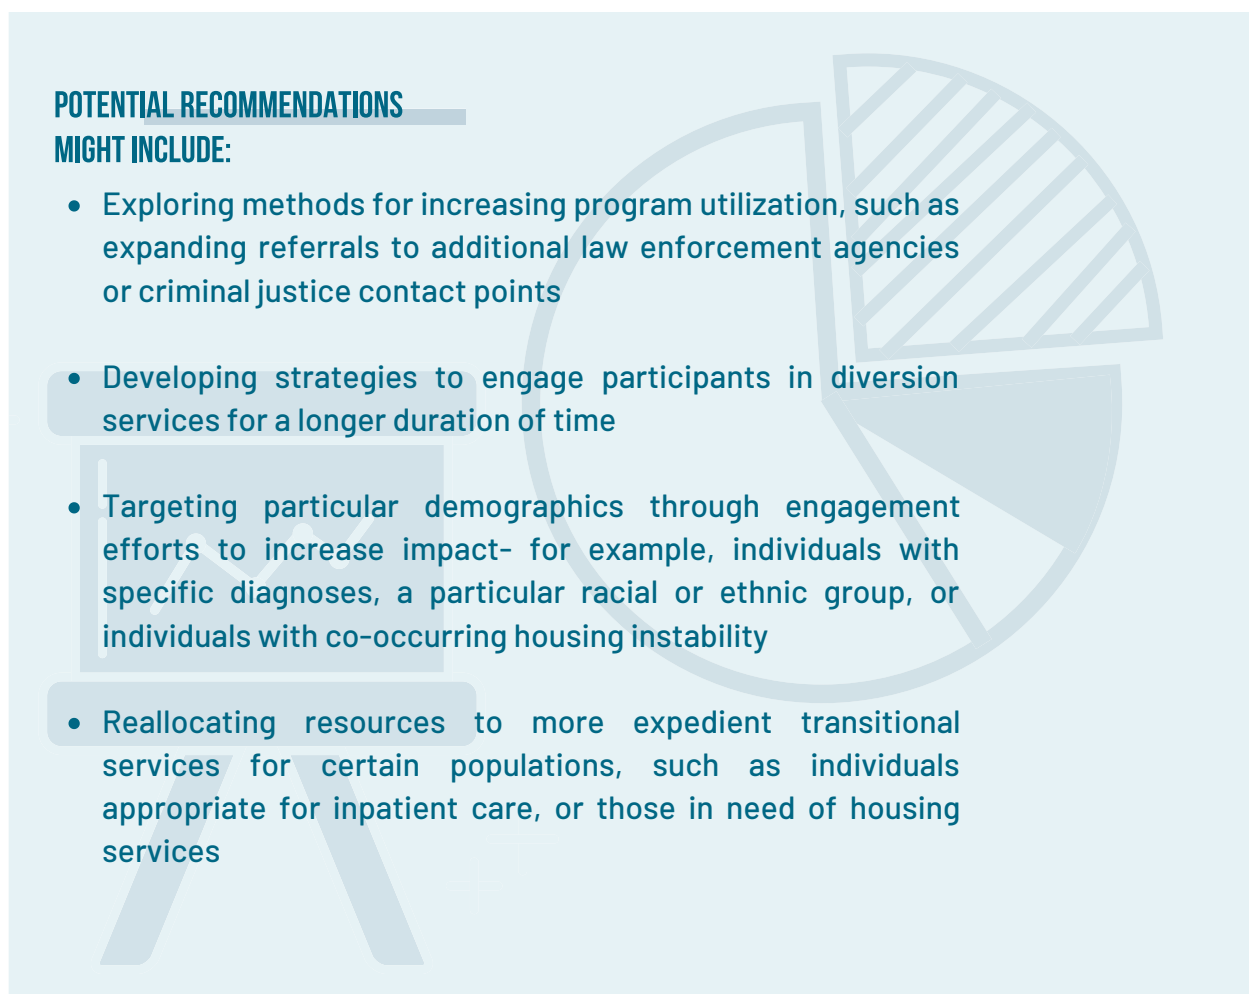 POTENTIAL RECOMMENDATIONS
MIGHT INCLUDE:
• Exploring methods for increasing program utilization, such as
expanding referrals to additional law enforcement agencies
or criminal justice contact points
• Developing strategies to engage participants in diversion
services for a longer duration of time
• Targeting particular demographics through engagement
efforts to increase impact- for example, individuals with
specific diagnoses, a particular racial or ethnic group, or
individuals with co-occurring housing instability
• Reallocating resources to more expedient transitional
services for certain populations, such as individuals
appropriate for inpatient care, or those in need of housing
services